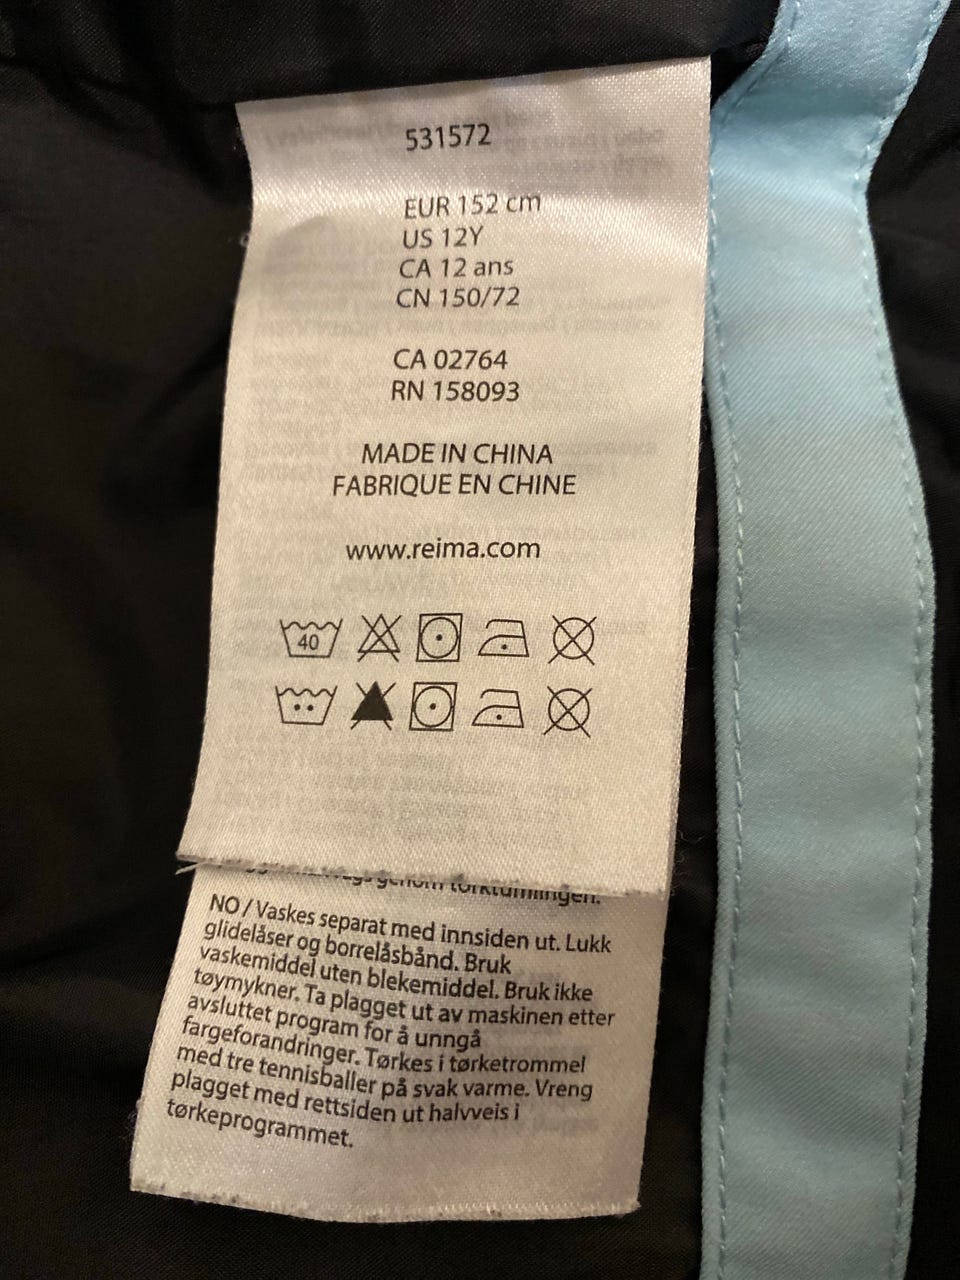 531572
EUR 152 cm
US 12Y
CA 12 ans
CN 150/72
CA 02764
RN 158093
MADE IN CHINA
FABRIQUE EN CHINE
www.reima.com
40
genom torktumlingen.
NO / Vaskes separat med innsiden ut. Lukk
glidelåser og borrelåsbånd. Bruk
vaskemiddel uten blekemiddel. Bruk ikke
tøymykner. Ta plagget ut av maskinen etter
avsluttet program for å unngå
fargeforandringer. Tørkes i tørketrommel
med tre tennisballer på svak varme. Vreng
plagget med rettsiden ut halvveis i
tørkeprogrammet.